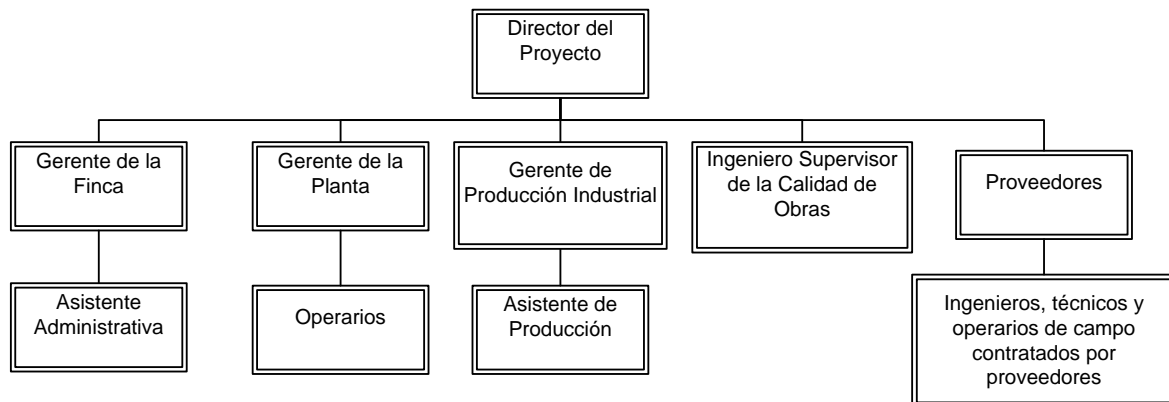 Director del
Proyecto
Gerente de la
Finca
Gerente de la
Planta
Gerente de
Producción Industrial
Ingeniero Supervisor
de la Calidad de
Obras
Proveedores
Asistente
Administrativa
Operarios
Asistente de
Producción
Ingenieros, técnicos y
operarios de campo
contratados por
proveedores